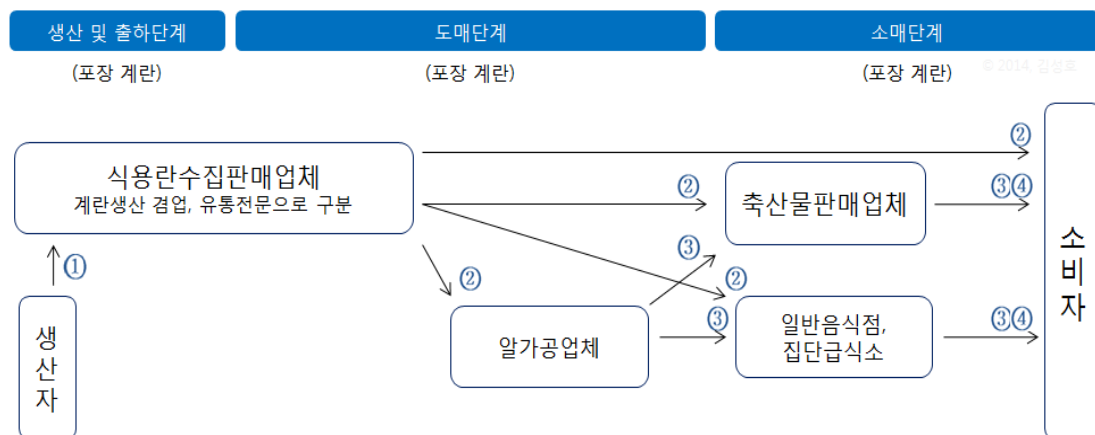 생산 및 출하단계
도매단계
소매단계
(포장 계란)
(포장 계란)
(포장 계란)
© 2014. 김성호
②
식용란수집판매업체
계란생산 겸업, 유통전문으로 구분
②
축산물판매업체
③④
①
③
②
②
생산자
알가공업체
③
일반음식점,
집단급식소
③④
소비자